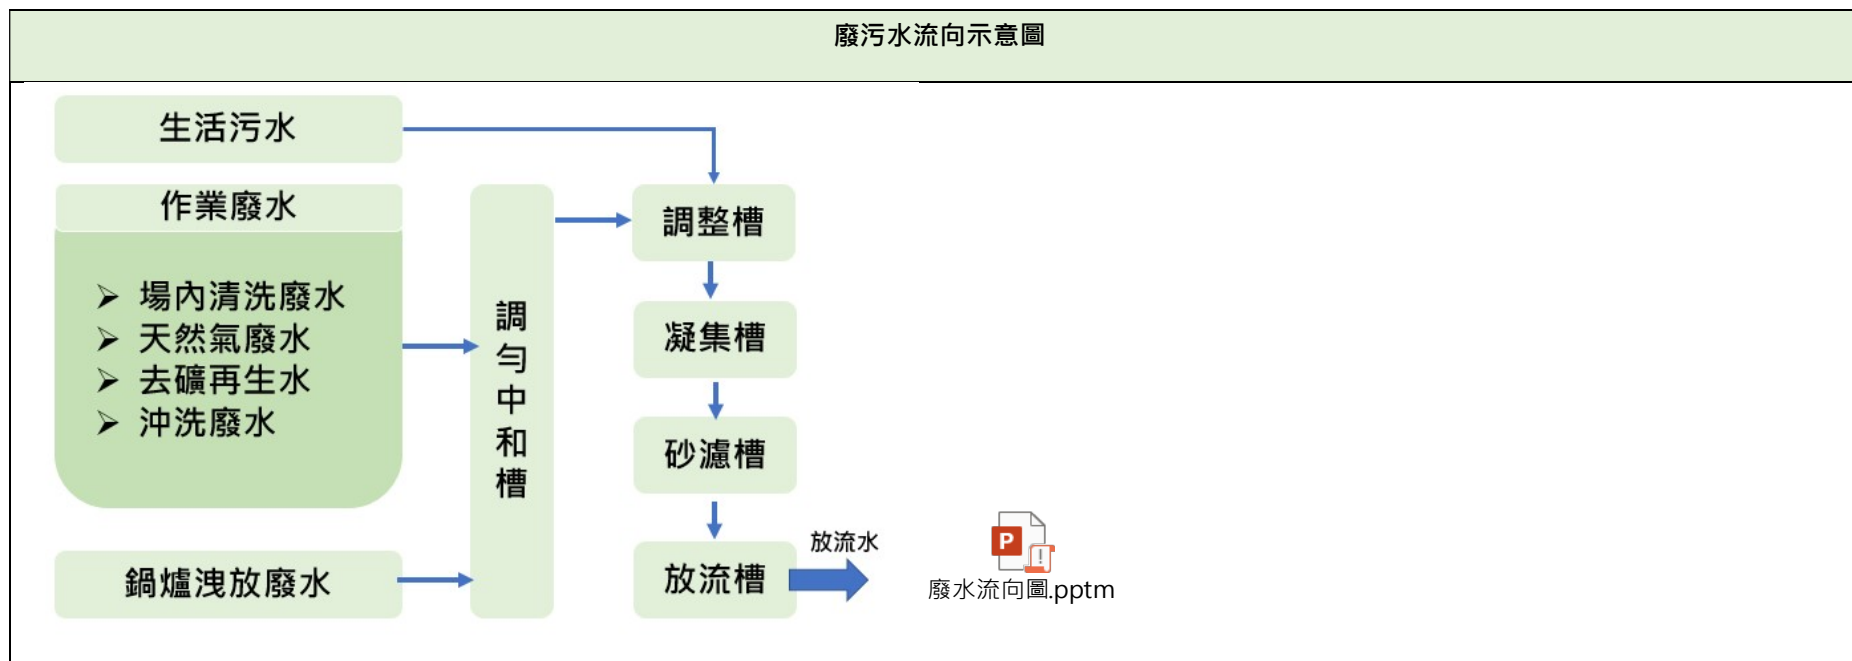 廢污水流向示意圖
生活污水
作業廢水
➢ 場內清洗廢水
➢ 天然氣廢水
➢ 去礦再生水
➢ 沖洗廢水
鍋爐洩放廢水
調勻中和槽
調整槽
凝集槽
砂濾槽
放流槽
放流水
P
!
廢水流向圖.pptm